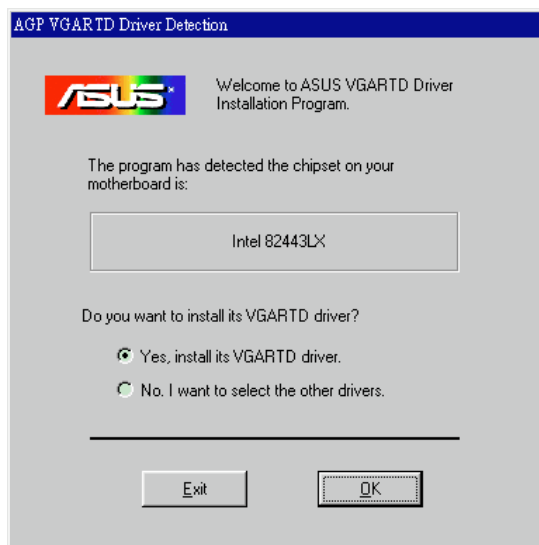 AGP VGARTD Driver Detection
ASUS
Welcome to ASUS VGARTD Driver
Installation Program.
The program has detected the chipset on your
motherboard is:
Intel 82443LX
Do you want to install its VGARTD driver?
Yes, install its VGARTD driver.
No. I want to select the other drivers.
Exit
OK